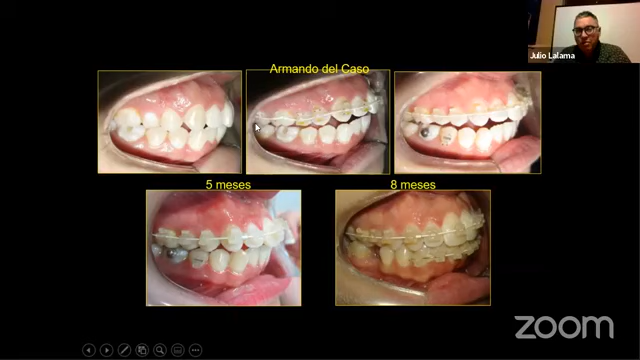 Julio Lalama
Armando del Caso
5 meses
8 meses
zoom